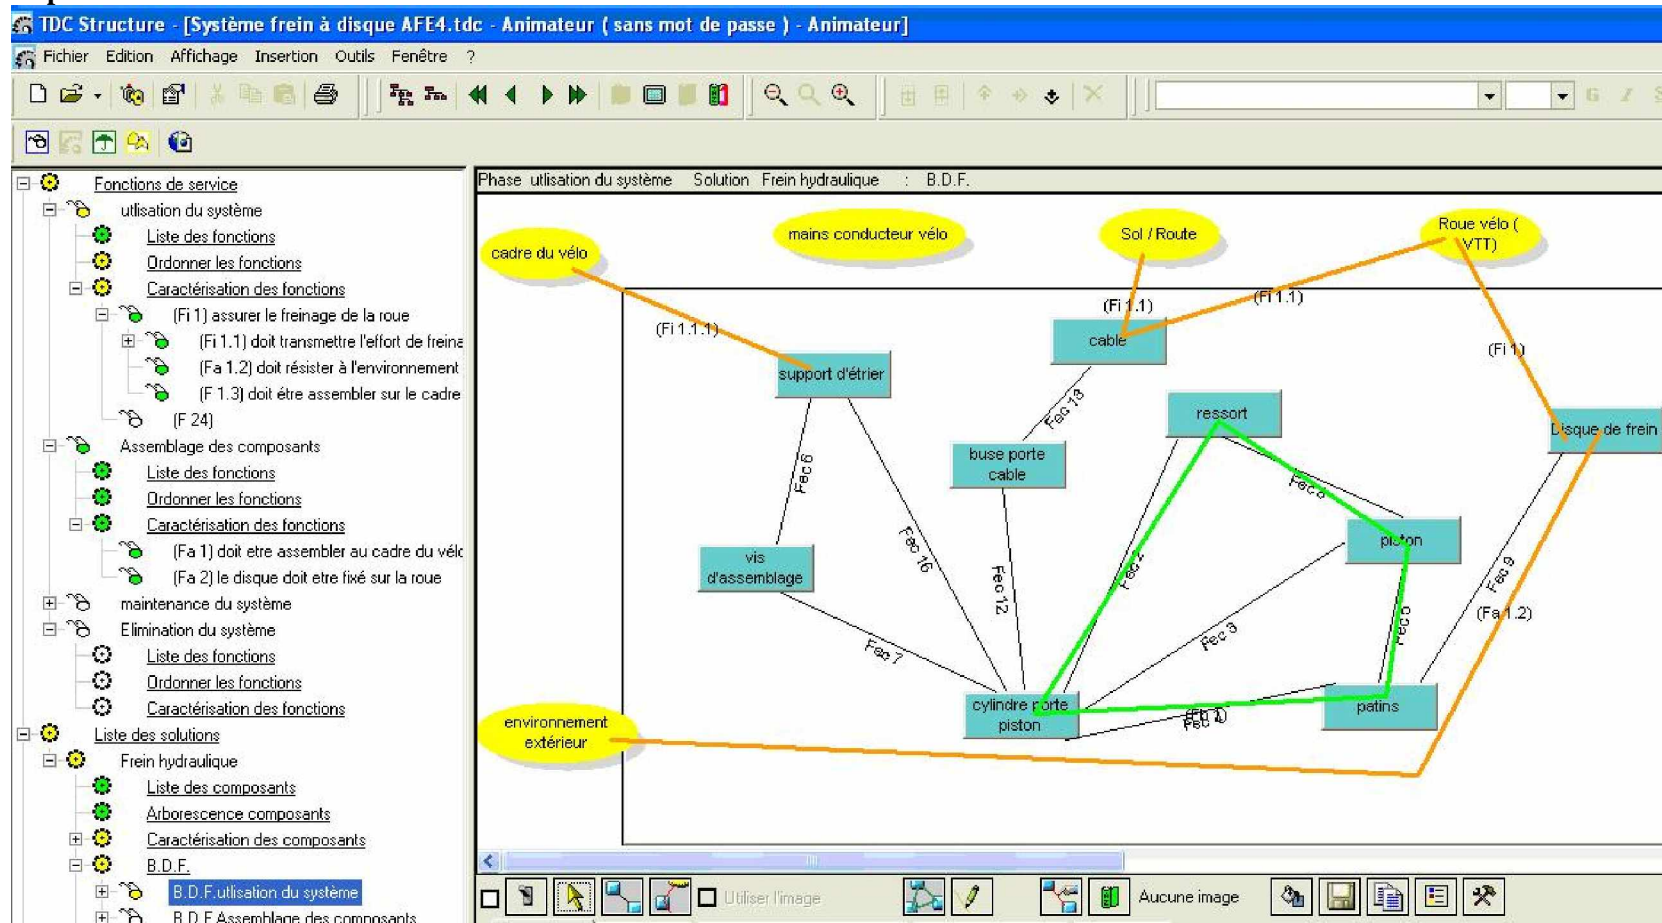 TDC Structure - [Système frein à disque AFE4.tdc - Animateur ( sans mot de passe ) - Animateur]
Fichier Edition Affichage Insertion Outils Fenêtre ?
G I S
Fonctions de service
utlisation du système
Liste des fonctions
Ordonner les fonctions
Caractérisation des fonctions
(Fi 1) assurer le freinage de la roue
(Fi 1.1) doit transmettre l'effort de freina
(Fa 1.2) doit résister à l'environnement
(F 1.3) doit étre assembler sur le cadre
(F 24)
Assemblage des composants
Liste des fonctions
Ordonner les fonctions
Caractérisation des fonctions
(Fa 1) doit etre assembler au cadre du vélo
(Fa 2) le disque doit etre fixé sur la roue
maintenance du système
Elimination du système
Liste des fonctions
Ordonner les fonctions
Caractérisation des fonctions
Liste des solutions
Frein hydraulique
Liste des composants
Arborescence composants
Caractérisation des composants
B.D.F.
B.D.F.utlisation du système
B.D.F.Assemblage des composants
Phase utlisation du système Solution Frein hydraulique : B.D.F.
cadre du vélo
mains conducteur vélo
Sol / Route
Roue vélo (
VTT)
(Fi 1.1.1)
(Fi 1.1)
(Fi 1.1)
(Fi 1)
support d'étrier
cable
ressort
Disque de frein
buse porte
cable
piston
vis
d'assemblage
Fec 6
Fec 13
Fec 16
Fec 12
Fec 2
Fec 9
(Fa 1.2)
Fec 7
Fec 3
cylindre porte
piston
patins
environnement
extérieur
Utiliser l'image
Aucune image